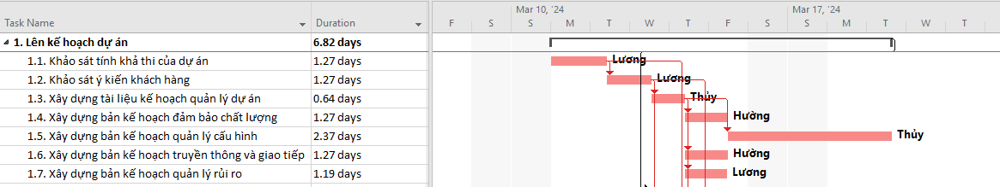 Mar 10, '24 Mar 17, '24
Task Name Duration F S S M T W T F S S M T W T
1. Lên kế hoạch dự án 6.82 days
1.1. Khảo sát tính khả thi của dự án 1.27 days Lương
1.2. Khảo sát ý kiến khách hàng 1.27 days Lương
1.3. Xây dựng tài liệu kế hoạch quản lý dự án 0.64 days Thủy
1.4. Xây dựng bản kế hoạch đảm bảo chất lượng 1.27 days Hường
1.5. Xây dựng bản kế hoạch quản lý cấu hình 2.37 days Thủy
1.6. Xây dựng bản kế hoạch truyền thông và giao tiếp 1.27 days Hường
1.7. Xây dựng bản kế hoạch quản lý rủi ro 1.19 days Lương